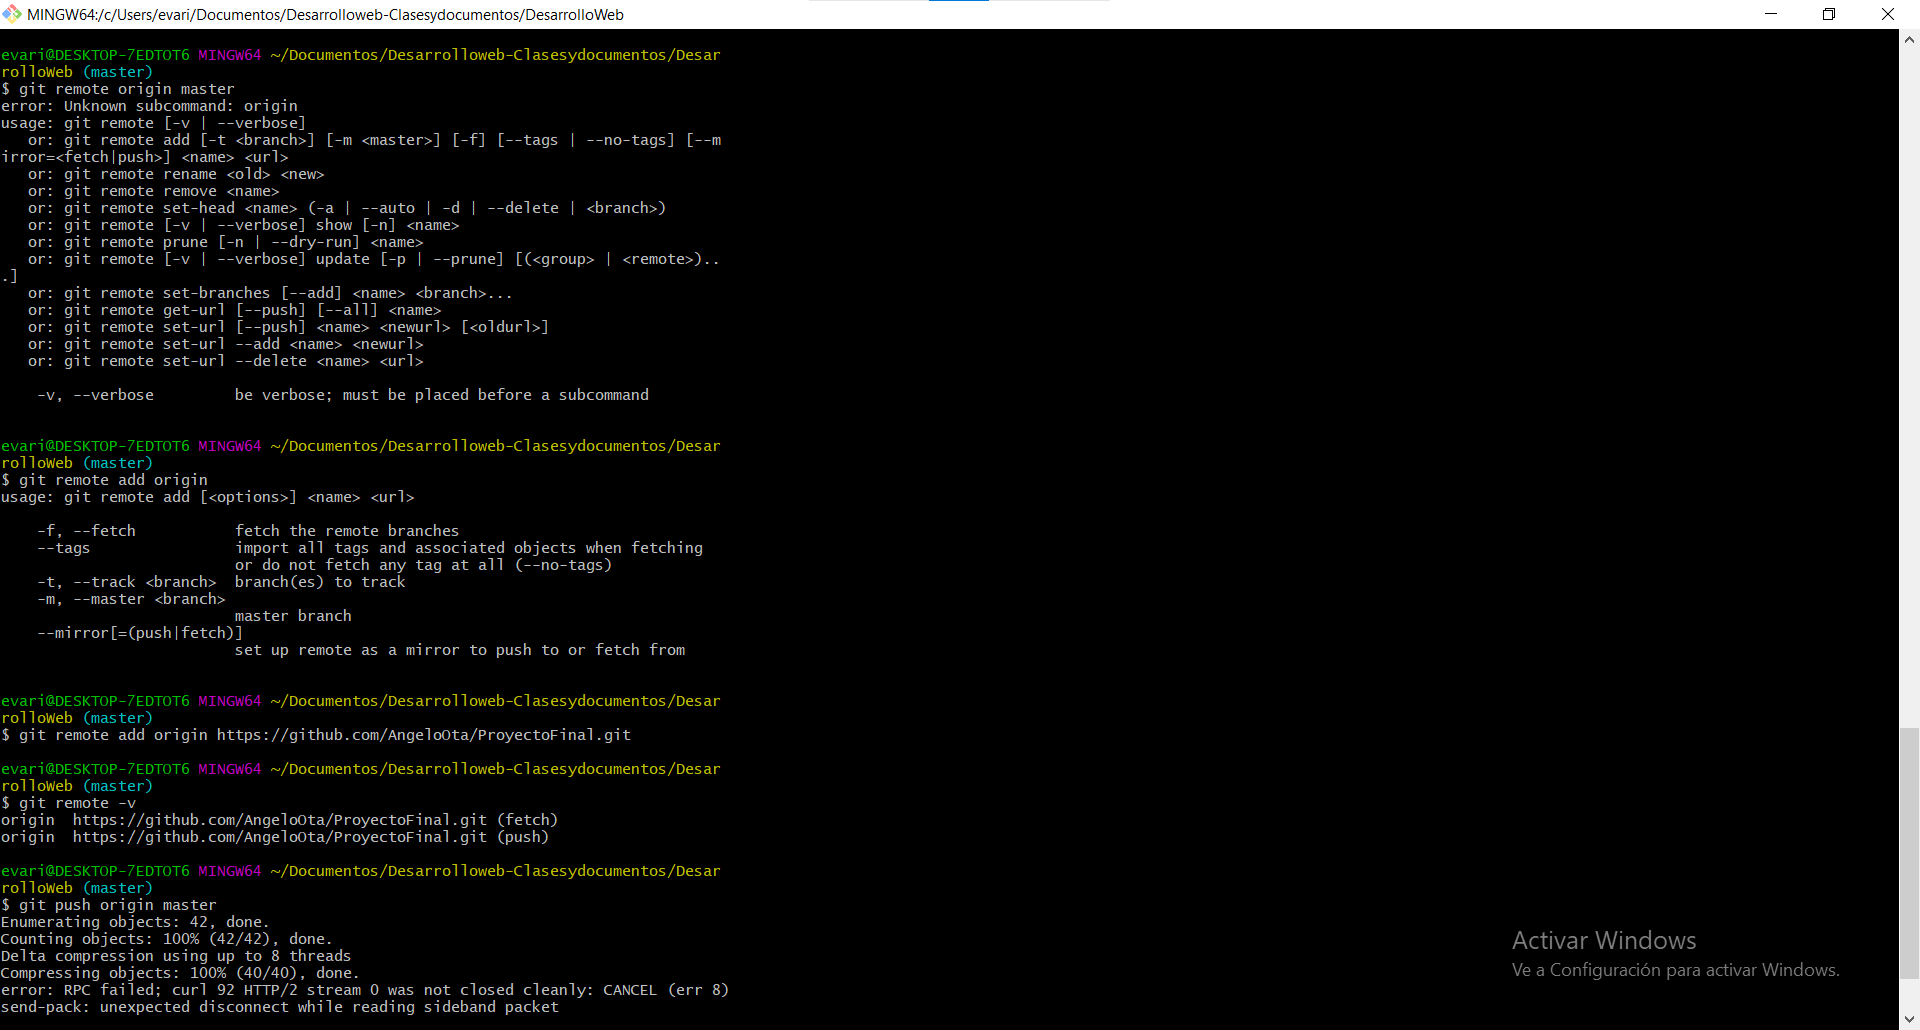 MINGW64:/c/Users/evari/Documentos/Desarrolloweb-Clasesydocumentos/DesarrolloWeb
evari@DESKTOP-7EDTOT6 MINGW64 ~/Documentos/Desarrolloweb-Clasesydocumentos/Desar
rolloWeb (master)
$ git remote origin master
error: Unknown subcommand: origin
usage: git remote [-v | --verbose]
   or: git remote add [-t <branch>] [-m <master>] [-f] [--tags | --no-tags] [--m
irror=<fetch|push>] <name> <url>
   or: git remote rename <old> <new>
   or: git remote remove <name>
   or: git remote set-head <name> (-a | --auto | -d | --delete | <branch>)
   or: git remote [-v | --verbose] show [-n] <name>
   or: git remote prune [-n | --dry-run] <name>
   or: git remote [-v | --verbose] update [-p | --prune] [(<group> | <remote>)..
.]
   or: git remote set-branches [--add] <name> <branch>...
   or: git remote get-url [--push] [--all] <name>
   or: git remote set-url [--push] <name> <newurl> [<oldurl>]
   or: git remote set-url --add <name> <newurl>
   or: git remote set-url --delete <name> <url>
    -v, --verbose         be verbose; must be placed before a subcommand
evari@DESKTOP-7EDTOT6 MINGW64 ~/Documentos/Desarrolloweb-Clasesydocumentos/Desar
rolloWeb (master)
$ git remote add origin
usage: git remote add [<options>] <name> <url>
    -f, --fetch           fetch the remote branches
    --tags                import all tags and associated objects when fetching
                          or do not fetch any tag at all (--no-tags)
    -t, --track <branch>  branch(es) to track
    -m, --master <branch>
                          master branch
    --mirror[=(push|fetch)]
                          set up remote as a mirror to push to or fetch from
evari@DESKTOP-7EDTOT6 MINGW64 ~/Documentos/Desarrolloweb-Clasesydocumentos/Desar
rolloWeb (master)
$ git remote add origin https://github.com/AngeloOta/ProyectoFinal.git
evari@DESKTOP-7EDTOT6 MINGW64 ~/Documentos/Desarrolloweb-Clasesydocumentos/Desar
rolloWeb (master)
$ git remote -v
origin  https://github.com/AngeloOta/ProyectoFinal.git (fetch)
origin  https://github.com/AngeloOta/ProyectoFinal.git (push)
evari@DESKTOP-7EDTOT6 MINGW64 ~/Documentos/Desarrolloweb-Clasesydocumentos/Desar
rolloWeb (master)
$ git push origin master
Enumerating objects: 42, done.
Counting objects: 100% (42/42), done.
Delta compression using up to 8 threads
Compressing objects: 100% (40/40), done.
error: RPC failed; curl 92 HTTP/2 stream 0 was not closed cleanly: CANCEL (err 8)
send-pack: unexpected disconnect while reading sideband packet
Activar Windows
Ve a Configuración para activar Windows.